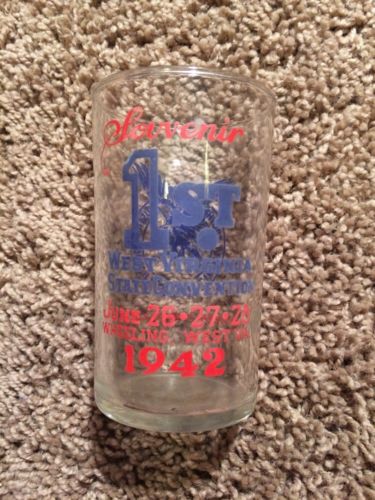 Souvenir
1ST
WEST VIRGINIA
STATE CONVENTION
JUNE 26•27•28
WHEELING, WEST VA.
1942